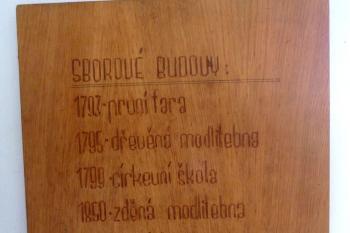 SBOROVÉ BUDOVY:
1793-první fara
1795-dřevěná modlitebna
1799-církevní škola
1850-zděná modlitebna